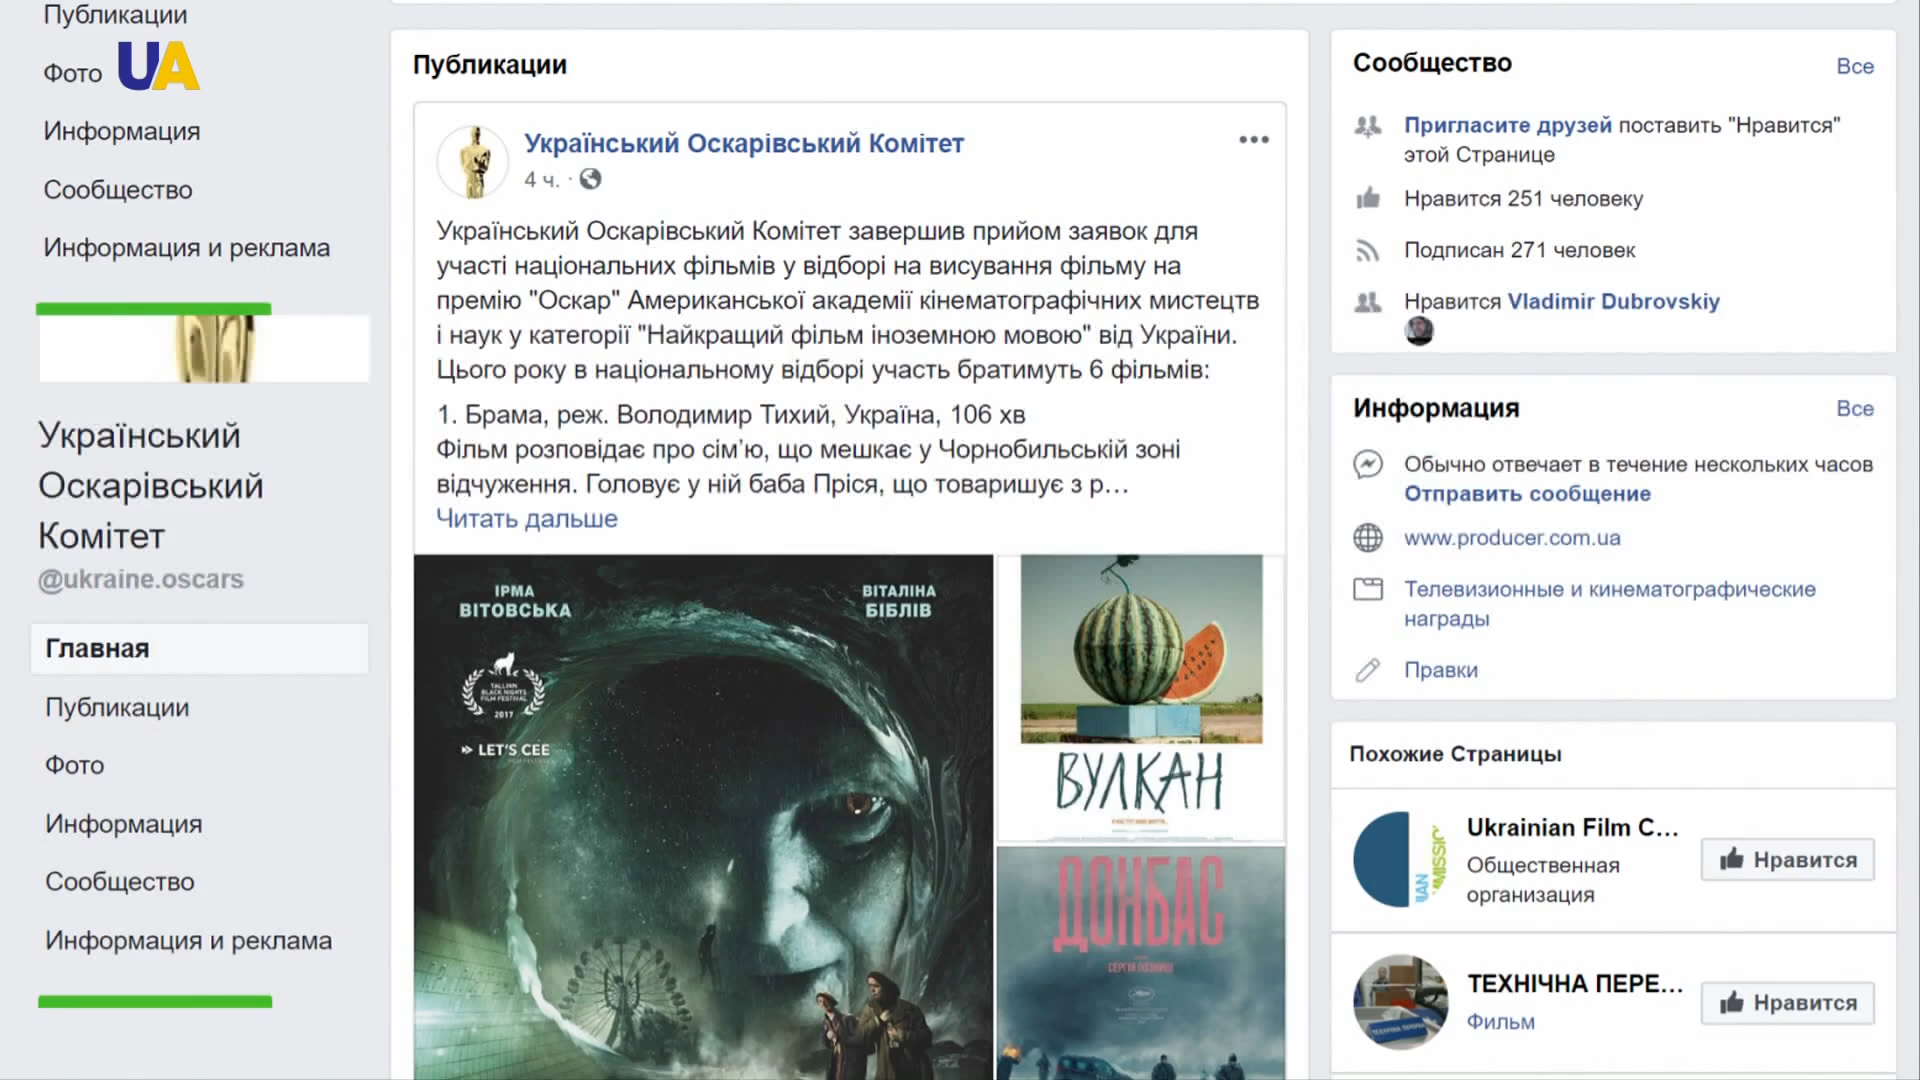 Публикации
Фото
UA
Информация
Сообщество
Информация и реклама
Український
Оскарівський
Комітет
@ukraine.oscars
Главная
Публикации
Фото
Информация
Сообщество
Информация и реклама
Публикации
Український Оскарівський Комітет
4 ч. ·
Український Оскарівський Комітет завершив прийом заявок для
участі національних фільмів у відборі на висування фільму на
премію "Оскар" Американської академії кінематографічних мистецтв
і наук у категорії "Найкращий фільм іноземною мовою" від України.
Цього року в національному відборі участь братимуть 6 фільмів:
1. Брама, реж. Володимир Тихий, Україна, 106 хв
Фільм розповідає про сім’ю, що мешкає у Чорнобильській зоні
відчуження. Головує у ній баба Пріся, що товаришує з р…
Читать дальше
ІРМА
ВІТОВСЬКА
ВІТАЛІНА
БІБЛІВ
TALLINN
BLACK NIGHTS
FILM FESTIVAL
2017
LET'S CEE
FILM FESTIVAL
ВУЛКАН
ДОНБАС
Сообщество
Все
Пригласите друзей поставить "Нравится"
этой Странице
Нравится 251 человеку
Подписан 271 человек
Нравится Vladimir Dubrovskiy
Информация
Все
Обычно отвечает в течение нескольких часов
Отправить сообщение
www.producer.com.ua
Телевизионные и кинематографические
награды
Правки
Похожие Страницы
Ukrainian Film C...
Общественная
организация
Нравится
ТЕХНІЧНА ПЕРЕ...
Фильм
Нравится